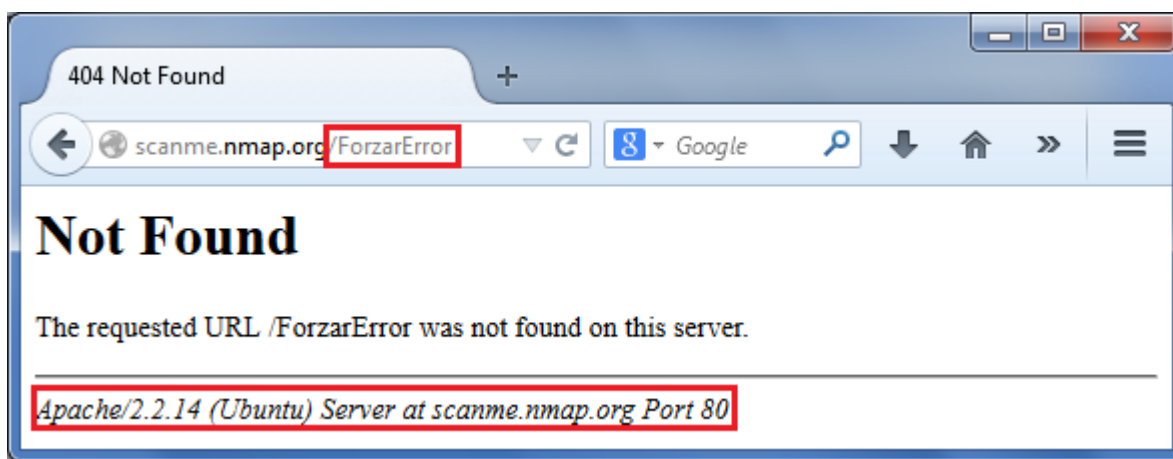 404 Not Found
scanme.nmap.org/ForzarError
8 Google
Not Found
The requested URL /ForzarError was not found on this server.
Apache/2.2.14 (Ubuntu) Server at scanme.nmap.org Port 80